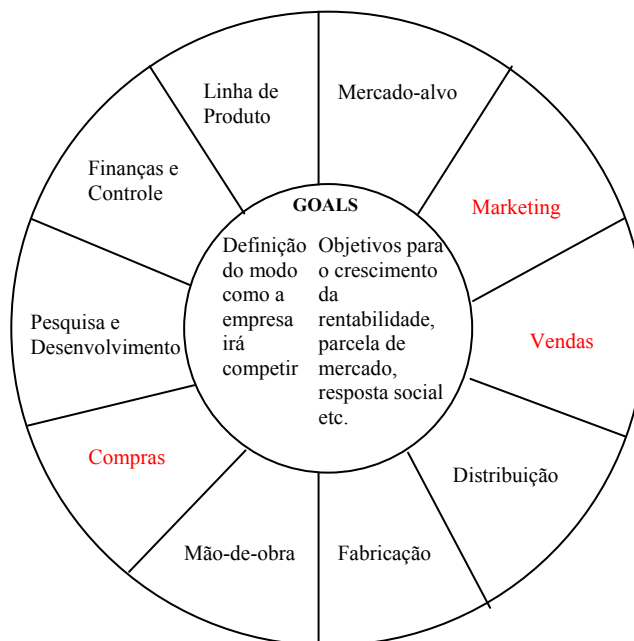 Linha de
Produto
Mercado-alvo
Finanças e
Controle
Marketing
GOALS
Definição
do modo
como a
empresa
irá
competir
Objetivos para
o crescimento
da
rentabilidade,
parcela de
mercado,
resposta social
etc.
Pesquisa e
Desenvolvimento
Vendas
Compras
Distribuição
Mão-de-obra
Fabricação